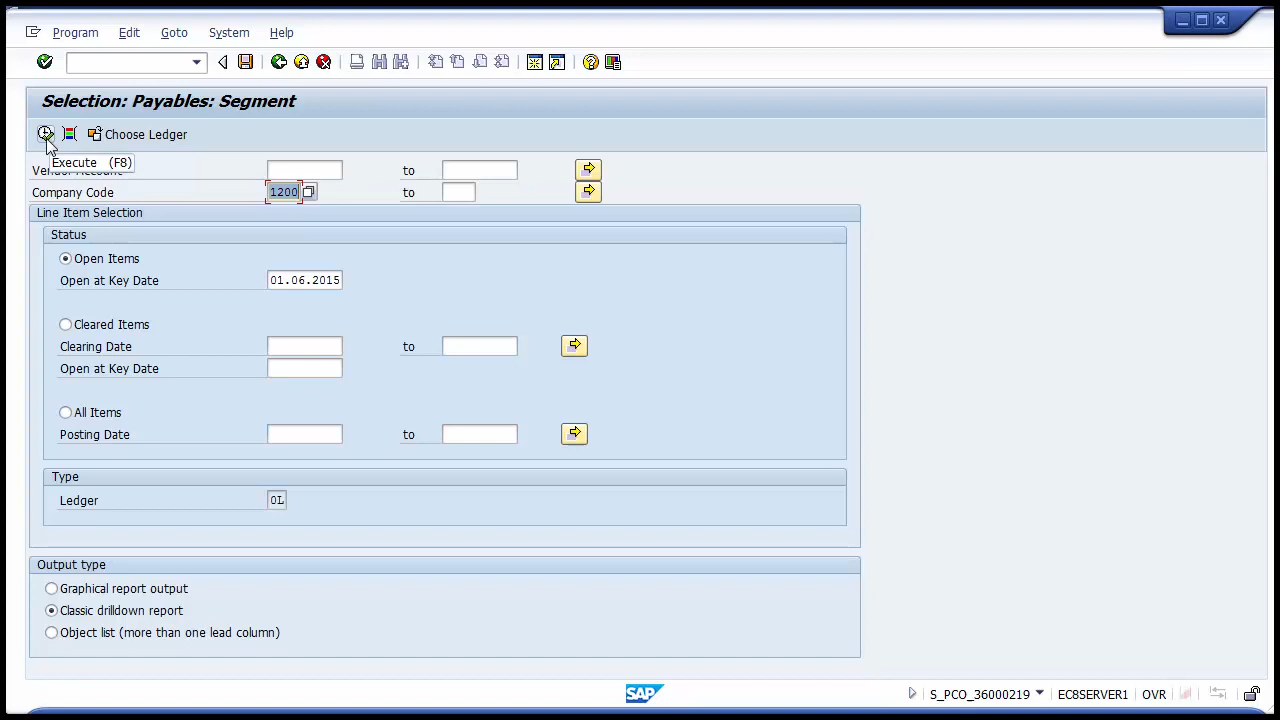 Program Edit Goto System Help
Selection: Payables: Segment
Choose Ledger
Execute (F8)
Account to
Company Code 1200 to
Line Item Selection
Status
Open Items
Open at Key Date 01.06.2015
Cleared Items
Clearing Date to
Open at Key Date
All Items
Posting Date to
Type
Ledger 0L
Output type
Graphical report output
Classic drilldown report
Object list (more than one lead column)
SAP S_PCO_36000219 EC8SERVER1 OVR